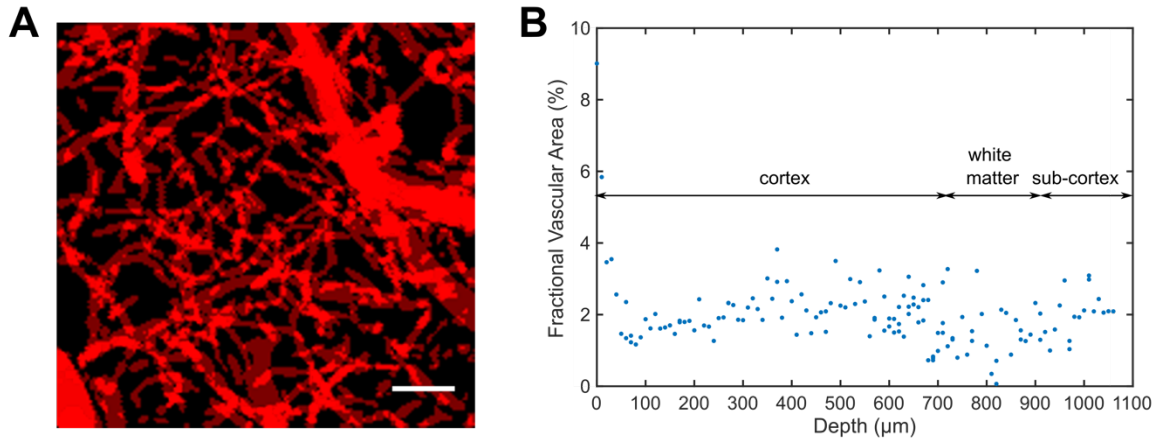 A
B
10
8
6
4
2
0
Fractional Vascular Area (%)
cortex
white
matter
sub-cortex
0 100 200 300 400 500 600 700 800 900 1000 1100
Depth (µm)